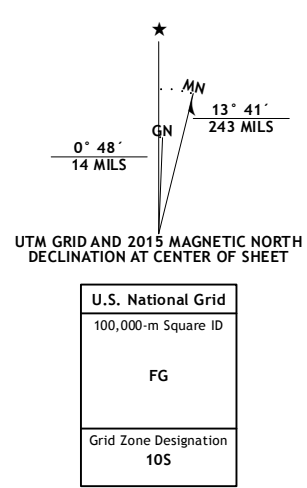 ★
MN
GN
13° 41´
243 MILS
0° 48´
14 MILS
UTM GRID AND 2015 MAGNETIC NORTH
DECLINATION AT CENTER OF SHEET
U.S. National Grid
100,000-m Square ID
FG
Grid Zone Designation
10S